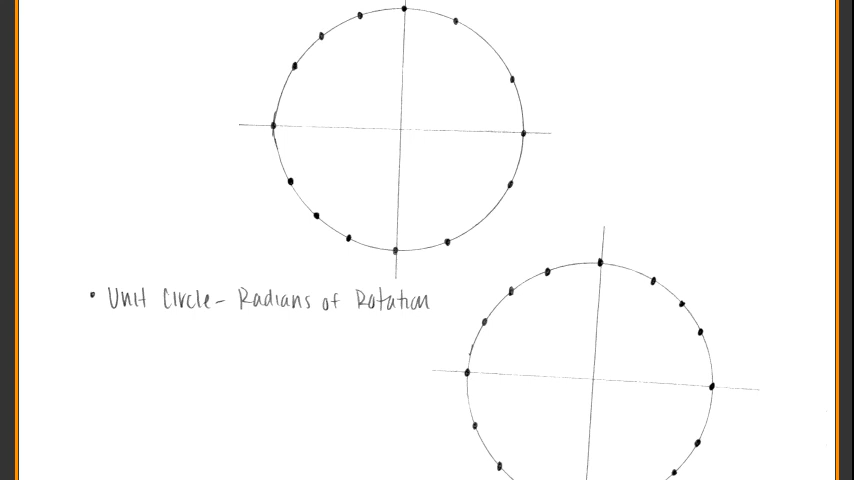 • Unit Circle - Radians of Rotation